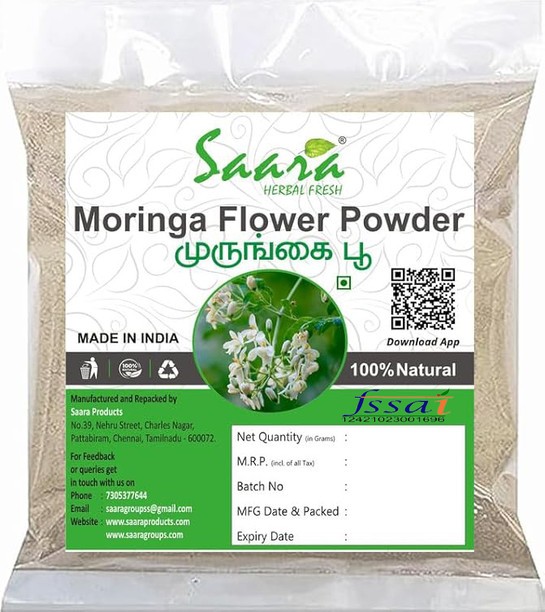 Saara®
HERBAL FRESH
Moringa Flower Powder
முருங்கை பூ
Download App
MADE IN INDIA
100%
NATURAL
100% Natural
fssai
12421023001696
Manufactured and Repacked by
Saara Products
No.39, Nehru Street, Charles Nagar,
Pattabiram, Chennai, Tamilnadu - 600072.
For Feedback
or queries get
in touch with us on
Phone : 7305377644
Email : saaragroupss@gmail.com
Website : www.saaraproducts.com
www.saaragroups.com
Net Quantity (in Grams) :
M.R.P. (incl. of all Tax) :
Batch No :
MFG Date & Packed :
Expiry Date :